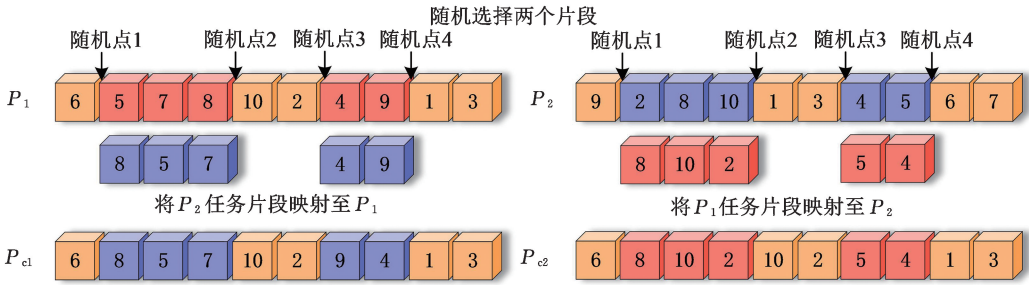 随机选择两个片段
随机点1 随机点2 随机点3 随机点4 随机点1 随机点2 随机点3 随机点4
P1 6 5 7 8 10 2 4 9 1 3 P2 9 2 8 10 1 3 4 5 6 7
8 5 7 4 9 8 10 2 5 4
将P2任务片段映射至P1 将P1任务片段映射至P2
Pc1 6 8 5 7 10 2 9 4 1 3 Pc2 6 8 10 2 10 2 5 4 1 3